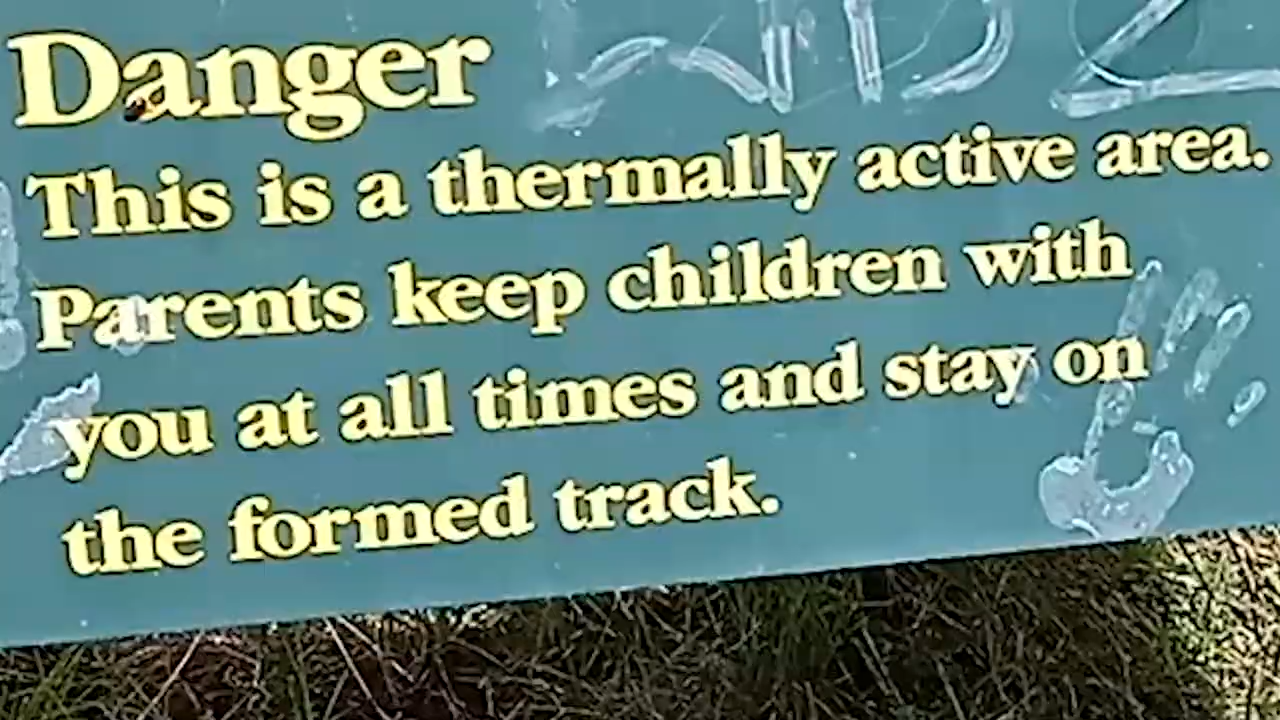 Danger
This is a thermally active area.
Parents keep children with
you at all times and stay on
the formed track.